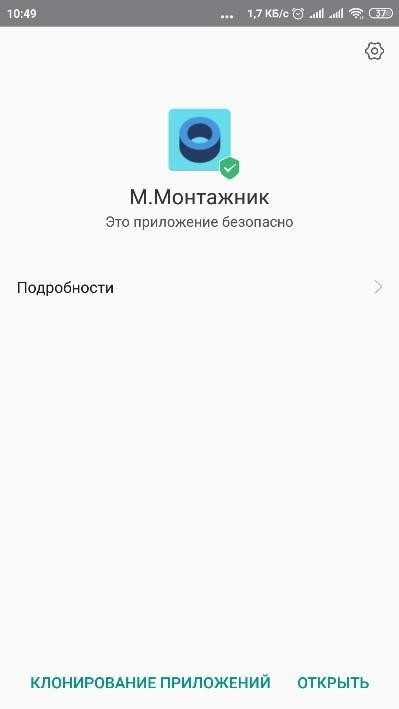 10:49 ... 1,7 КБ/с 37
М.Монтажник
Это приложение безопасно
Подробности
КЛОНИРОВАНИЕ ПРИЛОЖЕНИЙ ОТКРЫТЬ